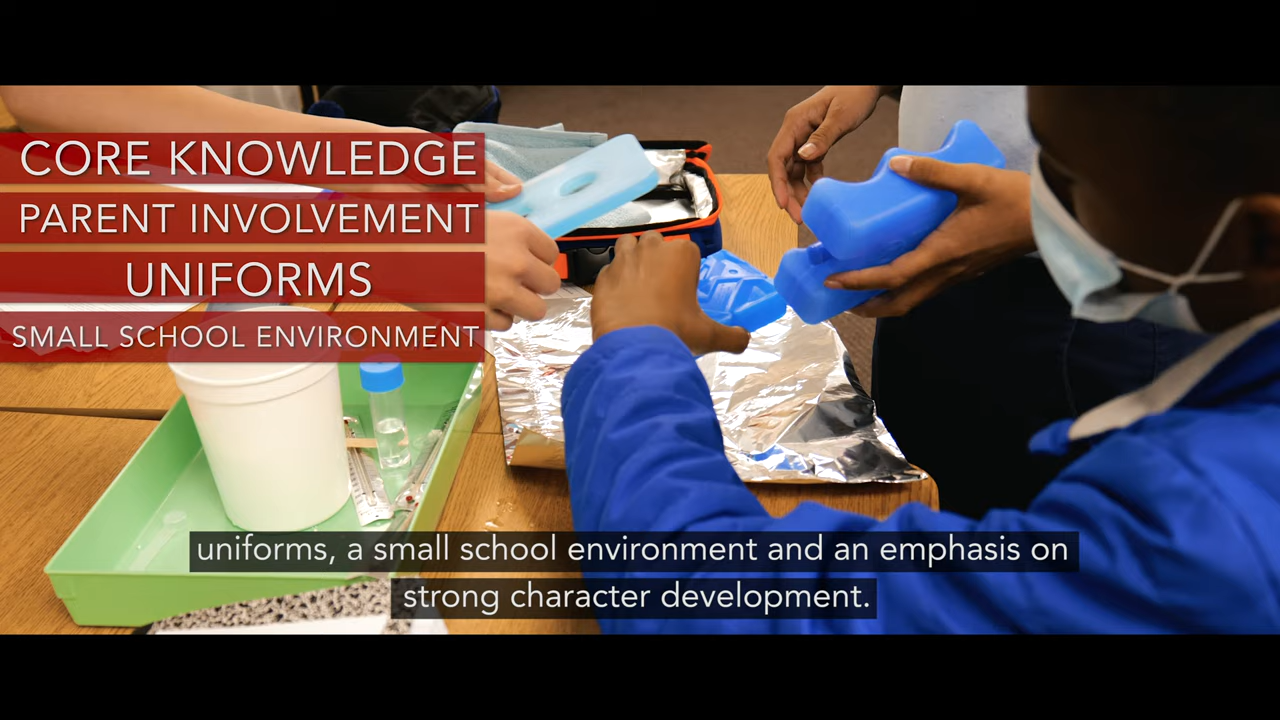 CORE KNOWLEDGE
PARENT INVOLVEMENT
UNIFORMS
SMALL SCHOOL ENVIRONMENT
uniforms, a small school environment and an emphasis on
strong character development.